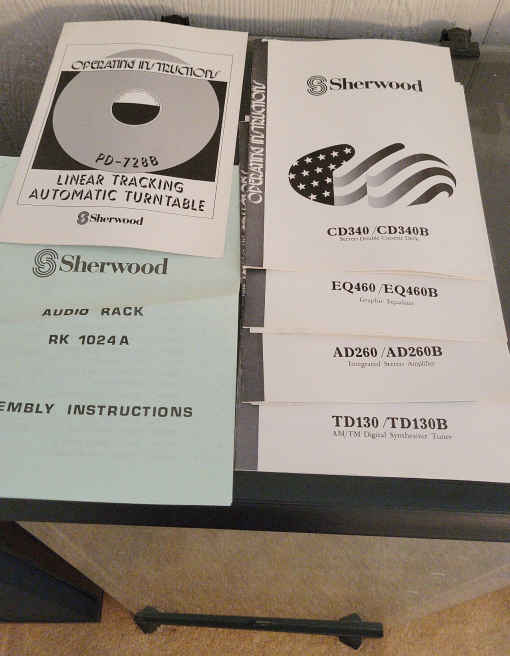 OPERATING INSTRUCTIONS
PD-728B
LINEAR TRACKING
AUTOMATIC TURNTABLE
Sherwood
Sherwood
AUDIO RACK
RK 1024A
EMBLY INSTRUCTIONS
OPERATING INSTRUCTIONS
Sherwood
CD340 /CD340B
Stereo Double Cassette Deck
EQ460 /EQ460B
Graphic Equalizer
AD260 /AD260B
Integrated Stereo Amplifier
TD130 /TD130B
AM/FM Digital Synthesizer Tuner